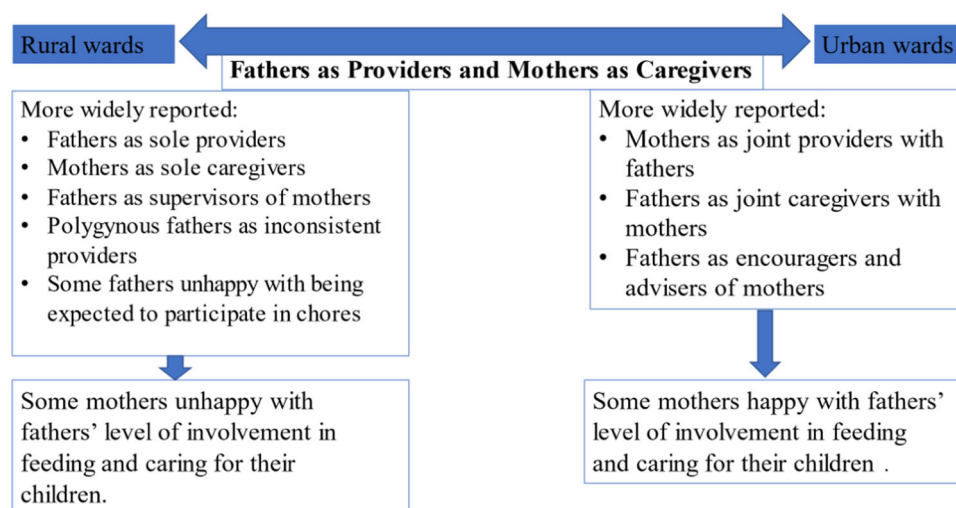 Rural wards
Urban wards
Fathers as Providers and Mothers as Caregivers
More widely reported:
• Fathers as sole providers
• Mothers as sole caregivers
• Fathers as supervisors of mothers
• Polygynous fathers as inconsistent
providers
• Some fathers unhappy with being
expected to participate in chores
More widely reported:
• Mothers as joint providers with
fathers
• Fathers as joint caregivers with
mothers
• Fathers as encouragers and
advisers of mothers
Some mothers unhappy with
fathers’ level of involvement in
feeding and caring for their
children.
Some mothers happy with fathers’
level of involvement in feeding
and caring for their children .